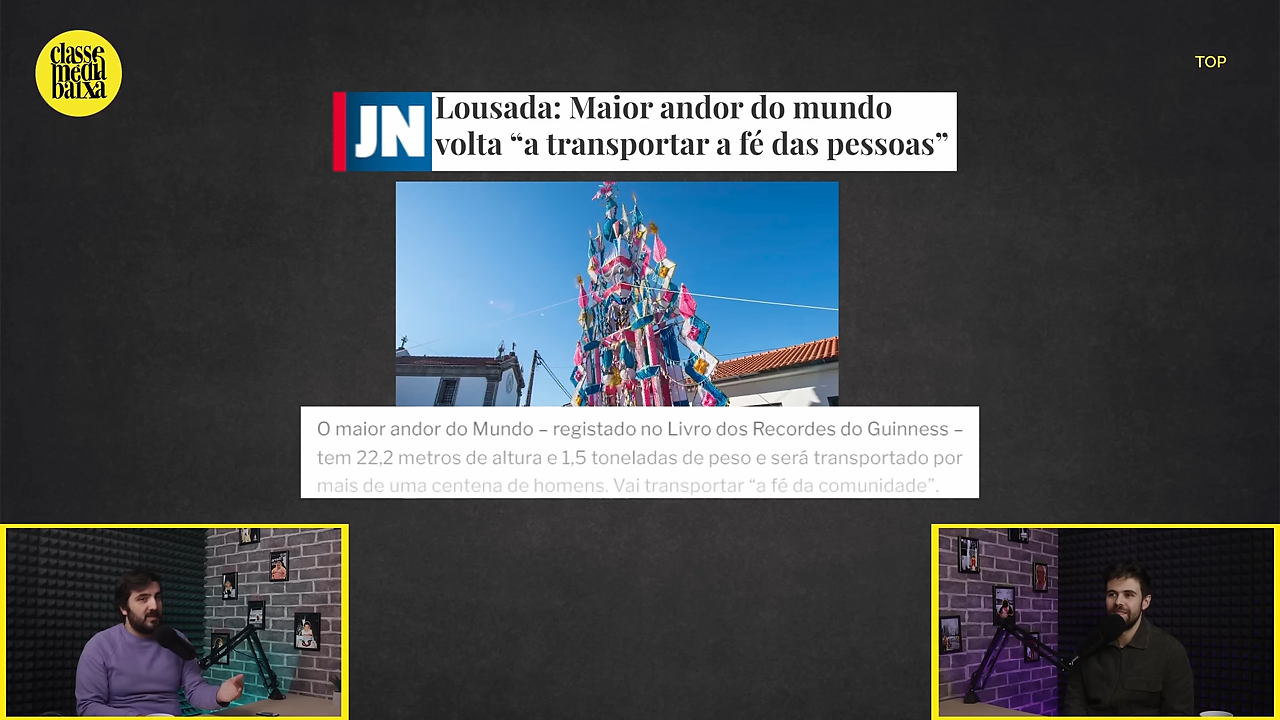 classe
média
baixa
TOP
JN
Lousada: Maior andor do mundo
volta “a transportar a fé das pessoas”
O maior andor do Mundo – registado no Livro dos Recordes do Guinness –
tem 22,2 metros de altura e 1,5 toneladas de peso e será transportado por
mais de uma centena de homens. Vai transportar “a fé da comunidade”.